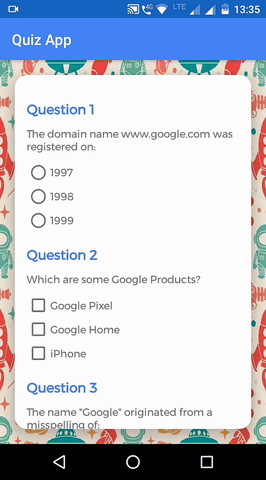 4G LTE 13:35
Quiz App
Question 1
The domain name www.google.com was
registered on:
1997
1998
1999
Question 2
Which are some Google Products?
Google Pixel
Google Home
iPhone
Question 3
The name "Google" originated from a
misspelling of: